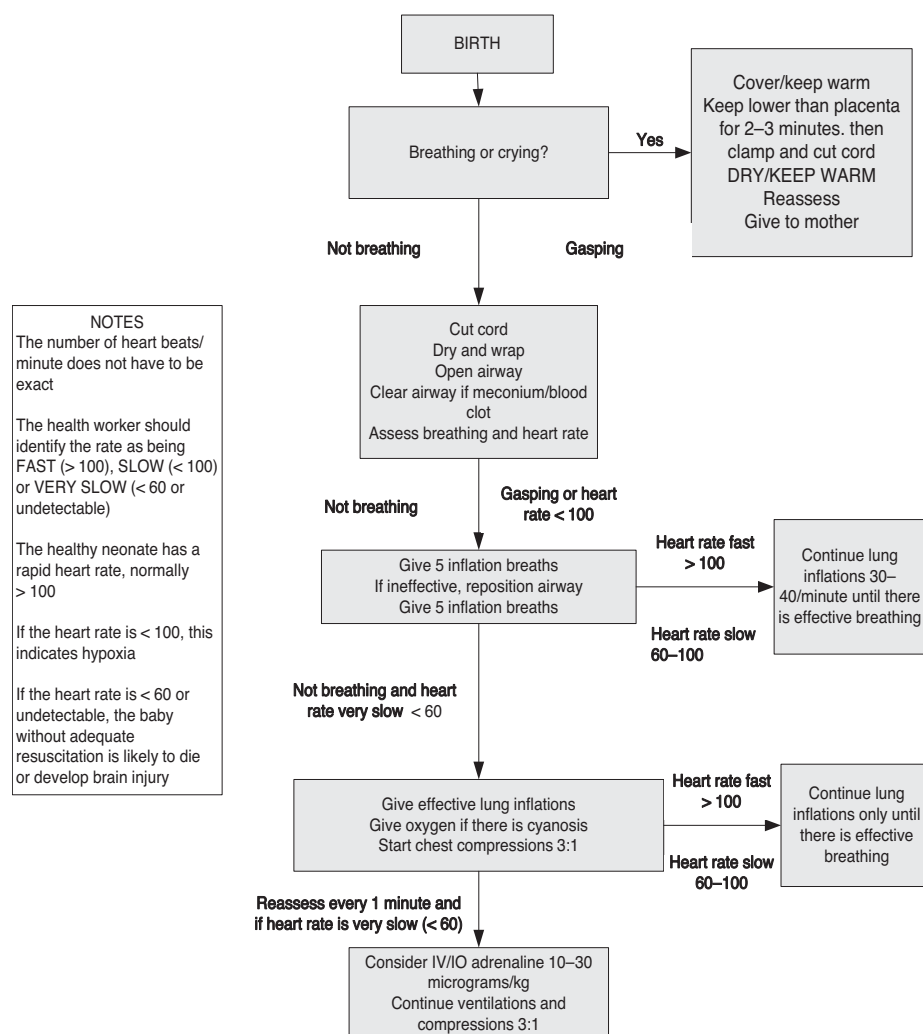 BIRTH
Breathing or crying?
Yes
Cover/keep warm
Keep lower than placenta
for 2–3 minutes. then
clamp and cut cord
DRY/KEEP WARM
Reassess
Give to mother
Not breathing
Gasping
Cut cord
Dry and wrap
Open airway
Clear airway if meconium/blood
clot
Assess breathing and heart rate
NOTES
The number of heart beats/
minute does not have to be
exact
The health worker should
identify the rate as being
FAST (> 100), SLOW (< 100)
or VERY SLOW (< 60 or
undetectable)
The healthy neonate has a
rapid heart rate, normally
> 100
If the heart rate is < 100, this
indicates hypoxia
If the heart rate is < 60 or
undetectable, the baby
without adequate
resuscitation is likely to die
or develop brain injury
Not breathing
Gasping or heart
rate < 100
Give 5 inflation breaths
If ineffective, reposition airway
Give 5 inflation breaths
Heart rate fast
> 100
Heart rate slow
60–100
Continue lung
inflations 30–
40/minute until there
is effective breathing
Not breathing and heart
rate very slow < 60
Give effective lung inflations
Give oxygen if there is cyanosis
Start chest compressions 3:1
Heart rate fast
> 100
Heart rate slow
60–100
Continue lung
inflations only until
there is effective
breathing
Reassess every 1 minute and
if heart rate is very slow (< 60)
Consider IV/IO adrenaline 10–30
micrograms/kg
Continue ventilations and
compressions 3:1